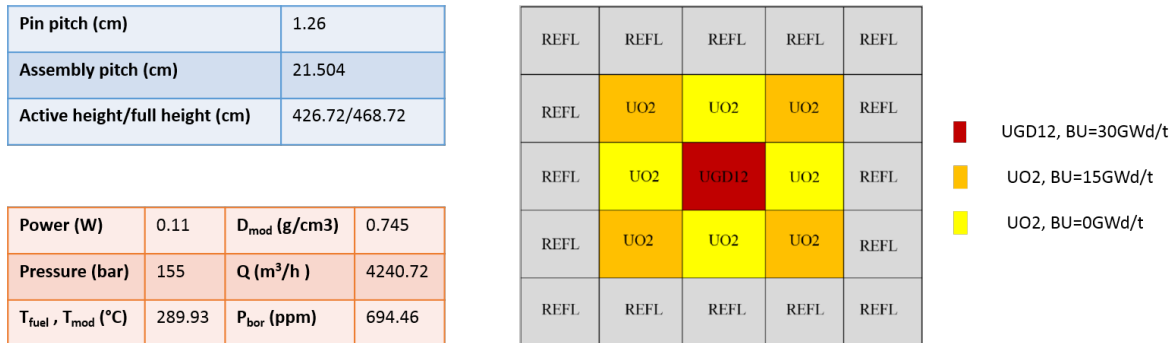 Pin pitch (cm) 1.26
Assembly pitch (cm) 21.504
Active height/full height (cm) 426.72/468.72
Power (W) 0.11 Dmod (g/cm3) 0.745
Pressure (bar) 155 Q (m³/h ) 4240.72
Tfuel , Tmod (°C) 289.93 Pbor (ppm) 694.46
REFL REFL REFL REFL REFL
REFL UO2 UO2 UO2 REFL
REFL UO2 UGD12 UO2 REFL
REFL UO2 UO2 UO2 REFL
REFL REFL REFL REFL REFL
UGD12, BU=30GWd/t
UO2, BU=15GWd/t
UO2, BU=0GWd/t